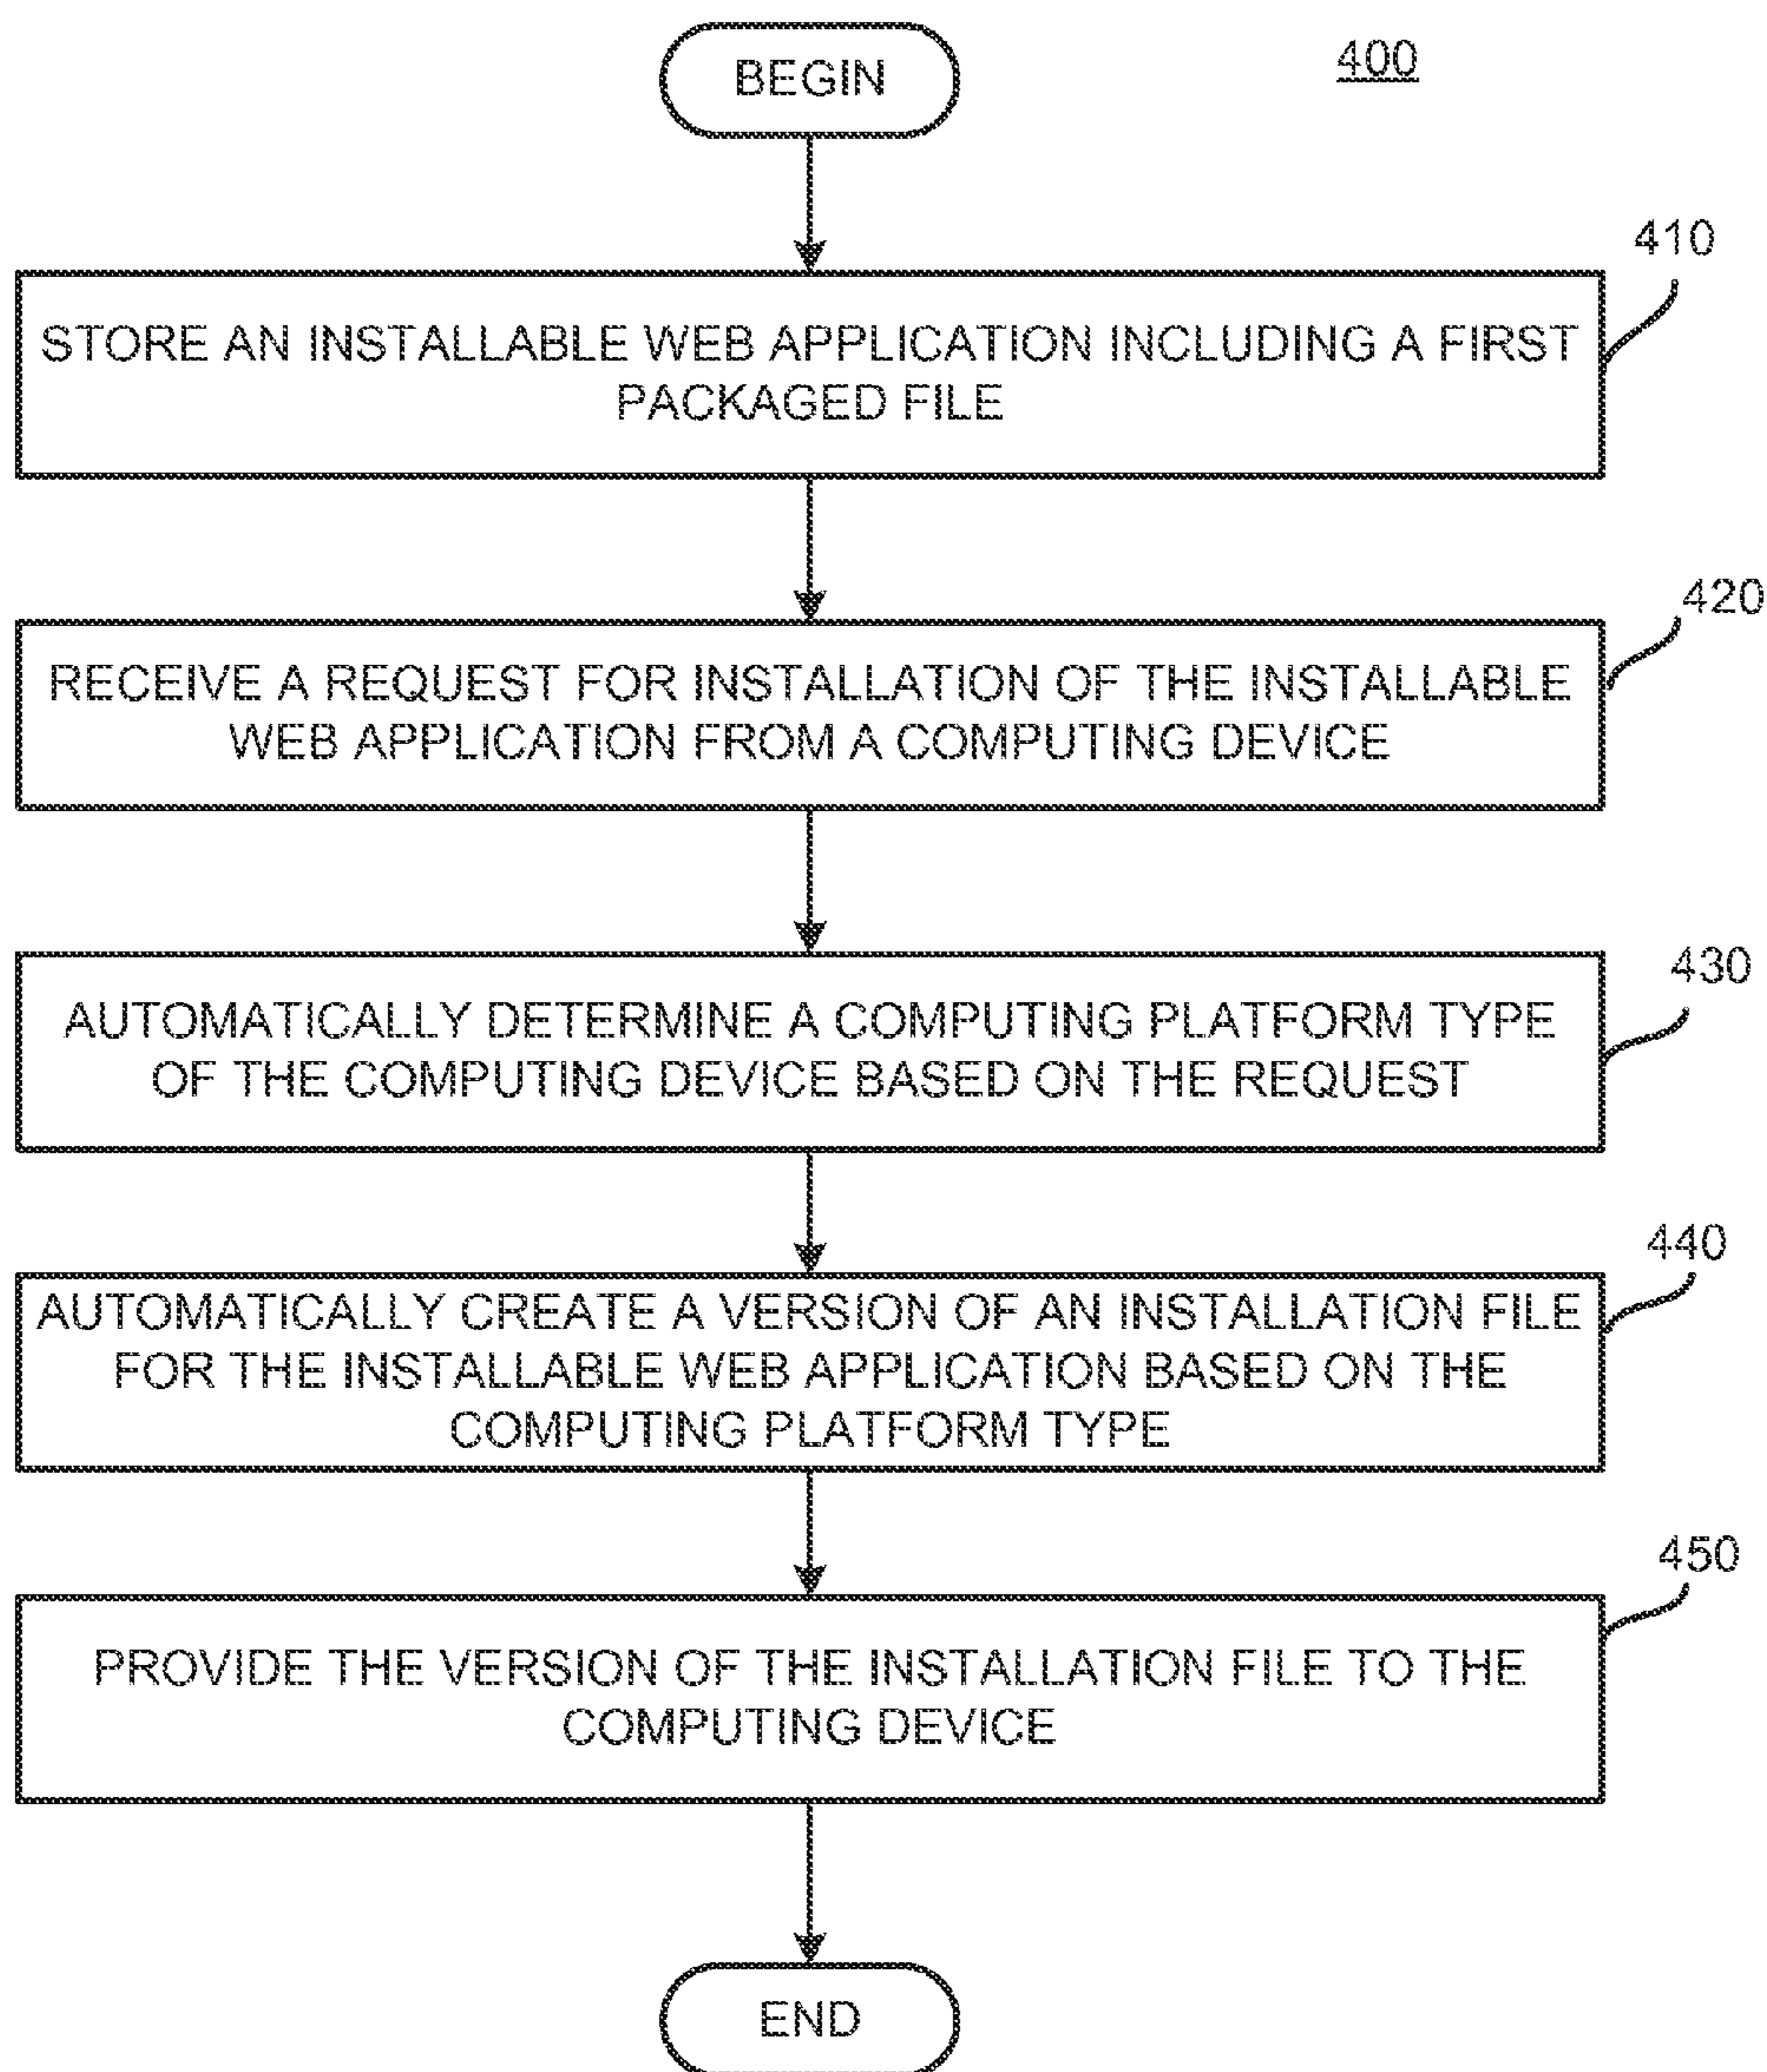 BEGIN
400
410
STORE AN INSTALLABLE WEB APPLICATION INCLUDING A FIRST
PACKAGED FILE
420
RECEIVE A REQUEST FOR INSTALLATION OF THE INSTALLABLE
WEB APPLICATION FROM A COMPUTING DEVICE
430
AUTOMATICALLY DETERMINE A COMPUTING PLATFORM TYPE
OF THE COMPUTING DEVICE BASED ON THE REQUEST
440
AUTOMATICALLY CREATE A VERSION OF AN INSTALLATION FILE
FOR THE INSTALLABLE WEB APPLICATION BASED ON THE
COMPUTING PLATFORM TYPE
450
PROVIDE THE VERSION OF THE INSTALLATION FILE TO THE
COMPUTING DEVICE
END